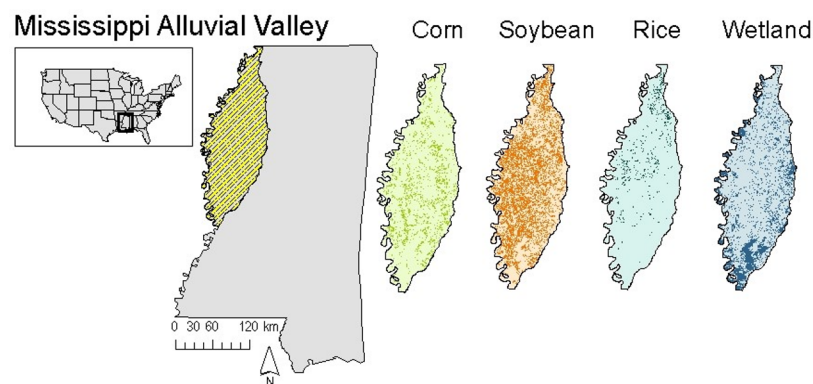 Mississippi Alluvial Valley
Corn Soybean Rice Wetland
0 30 60 120 km
N